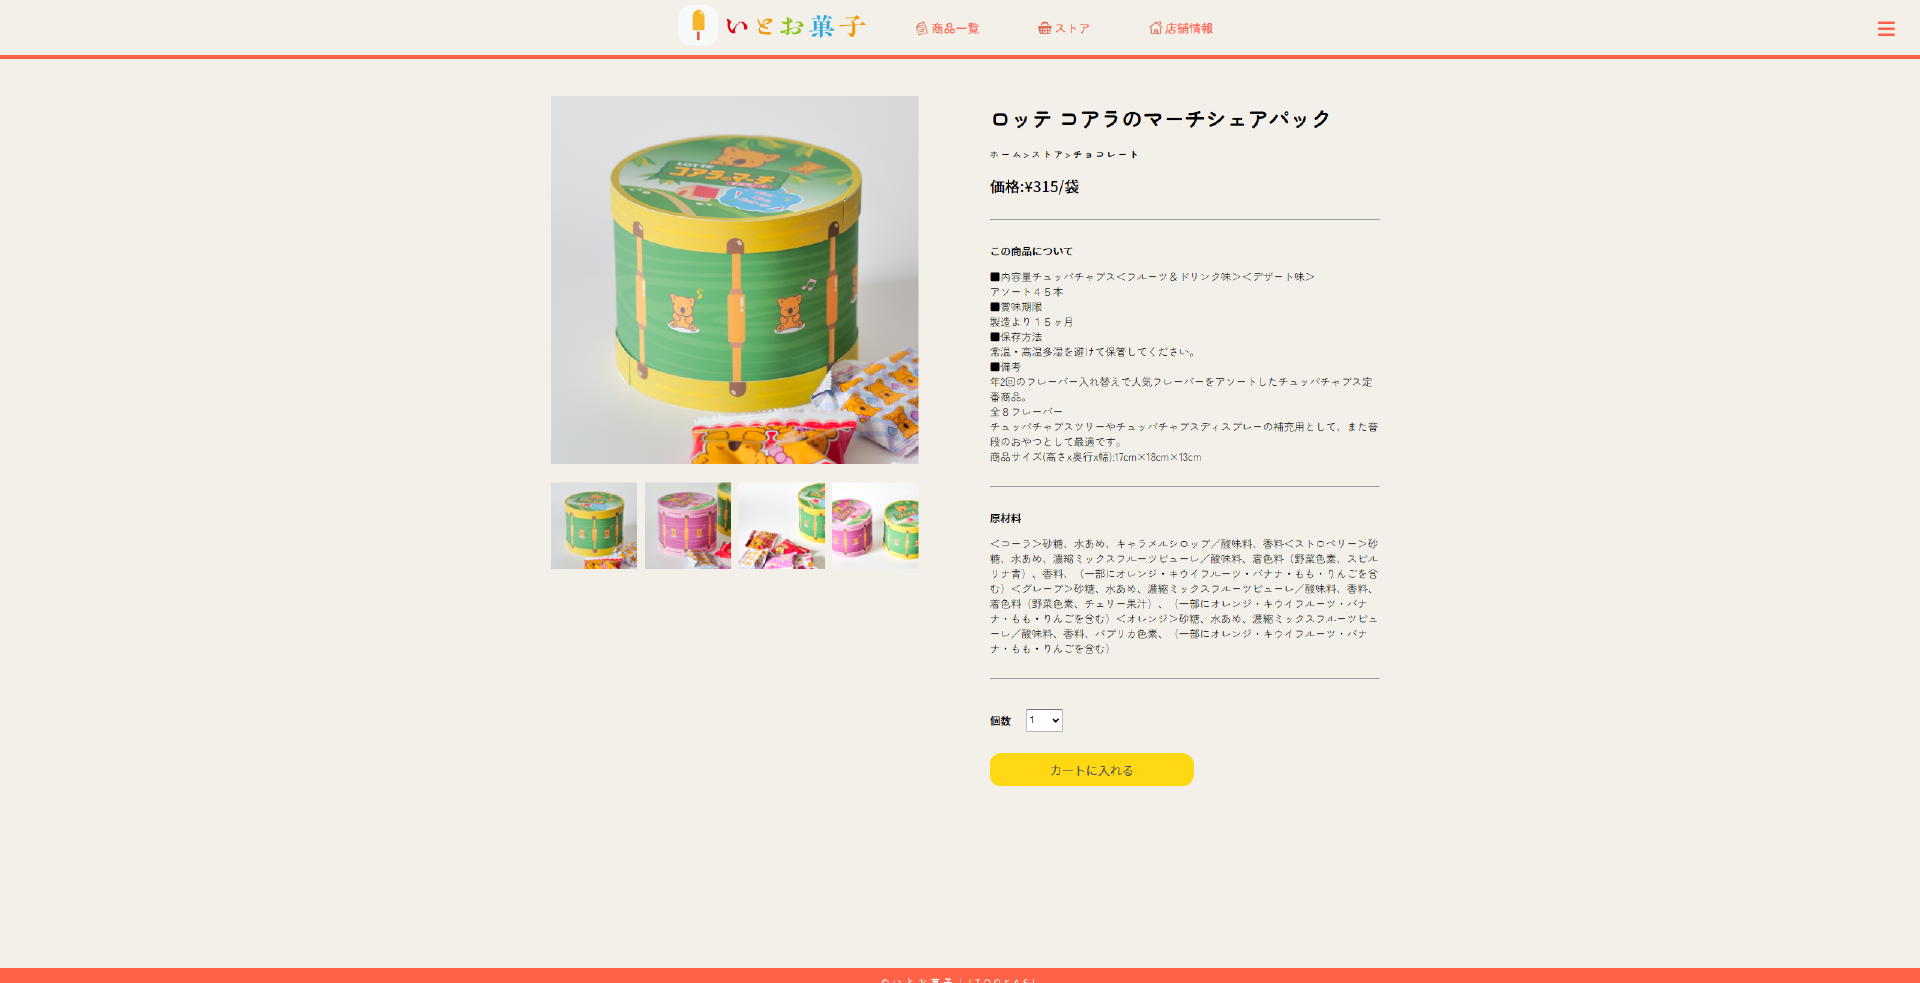 いとお菓子
商品一覧
ストア
店舗情報
LOTTE
コアラのマーチ
ロッテ コアラのマーチシェアパック
ホーム>ストア>チョコレート
価格:¥315/袋
この商品について
■内容量チュッパチャプス＜フルーツ＆ドリンク味＞＜デザート味＞
アソート４５本
■賞味期限
製造より１５ヶ月
■保存方法
常温・高温多湿を避けて保管してください。
■備考
年2回のフレーバー入れ替えで人気フレーバーをアソートしたチュッパチャプス定
番商品。
全８フレーバー
チュッパチャプスツリーやチュッパチャプスディスプレーの補充用として、また普
段のおやつとして最適です。
商品サイズ(高さx奥行x幅):17cm×18cm×13cm
原材料
＜コーラ＞砂糖、水あめ、キャラメルシロップ／酸味料、香料＜ストロベリー＞砂
糖、水あめ、濃縮ミックスフルーツピューレ／酸味料、着色料（野菜色素、スピル
リナ青）、香料、（一部にオレンジ・キウイフルーツ・バナナ・もも・りんごを含
む）＜グレープ＞砂糖、水あめ、濃縮ミックスフルーツピューレ／酸味料、香料、
着色料（野菜色素、チェリー果汁）、（一部にオレンジ・キウイフルーツ・バナ
ナ・もも・りんごを含む）＜オレンジ＞砂糖、水あめ、濃縮ミックスフルーツピュ
ーレ／酸味料、香料、パプリカ色素、（一部にオレンジ・キウイフルーツ・バナ
ナ・もも・りんごを含む）
個数
1
カートに入れる
©いとお菓子 | ITOOKASI